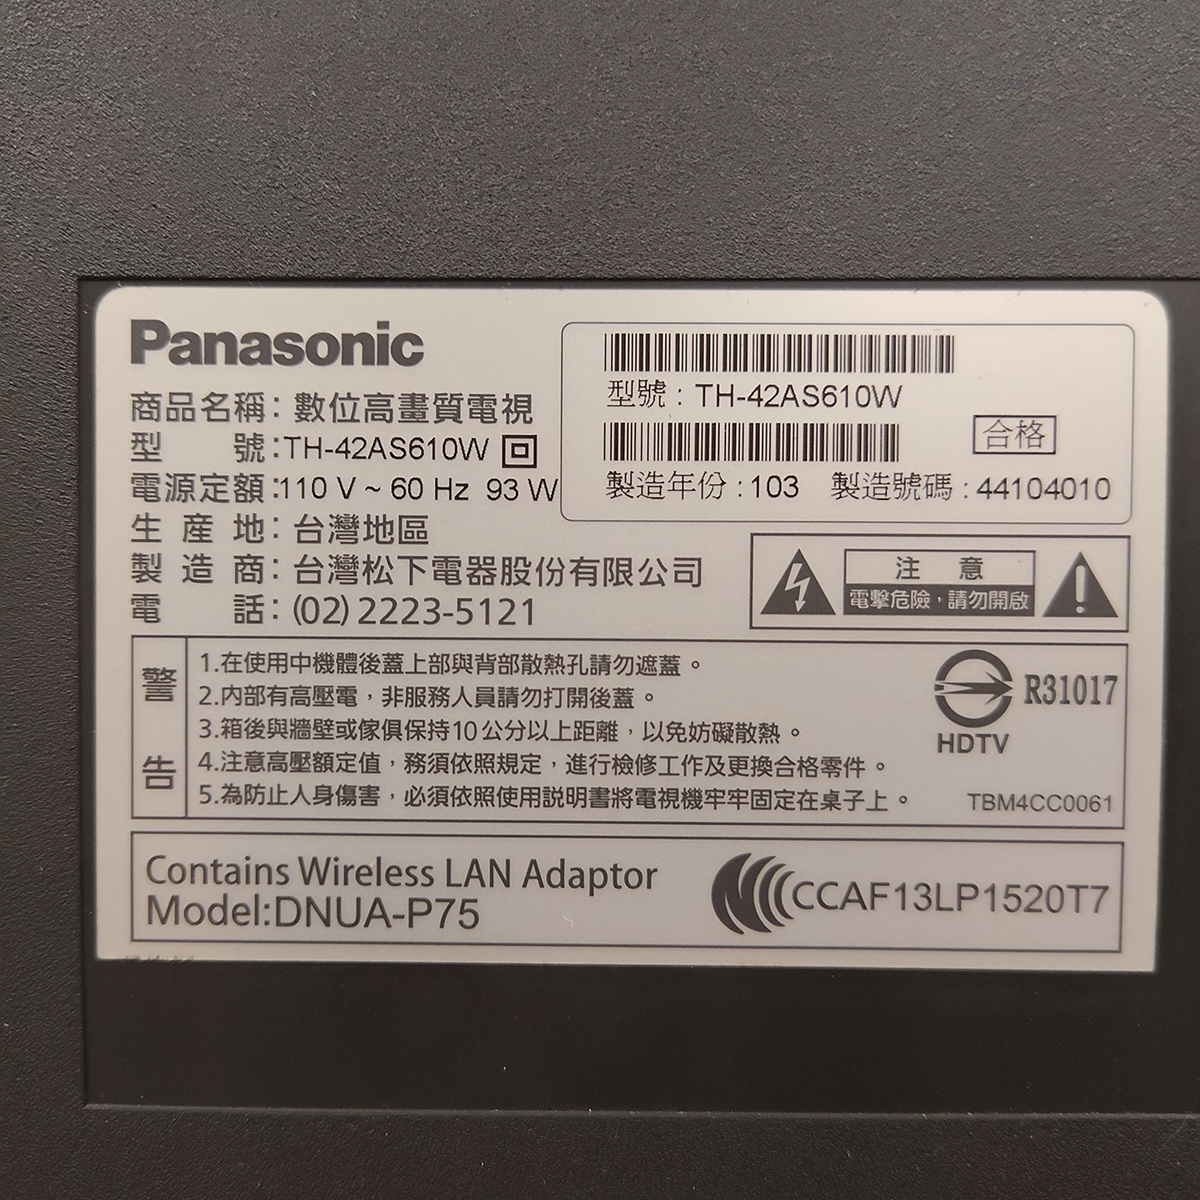 Panasonic
商品名稱：數位高畫質電視
型 號：TH-42AS610W
電源定額：110 V ~ 60 Hz 93 W
生產地：台灣地區
製造商：台灣松下電器股份有限公司
電 話：(02) 2223-5121
型號：TH-42AS610W
合格
製造年份：103 製造號碼：44104010
注 意
電擊危險，請勿開啟
警告
1.在使用中機體後蓋上部與背部散熱孔請勿遮蓋。
2.內部有高壓電，非服務人員請勿打開後蓋。
3.箱後與牆壁或傢俱保持10公分以上距離，以免妨礙散熱。
4.注意高壓額定值，務須依照規定，進行檢修工作及更換合格零件。
5.為防止人身傷害，必須依照使用説明書將電視機牢牢固定在桌子上。
R31017
HDTV
TBM4CC0061
Contains Wireless LAN Adaptor
Model:DNUA-P75
CCAF13LP1520T7